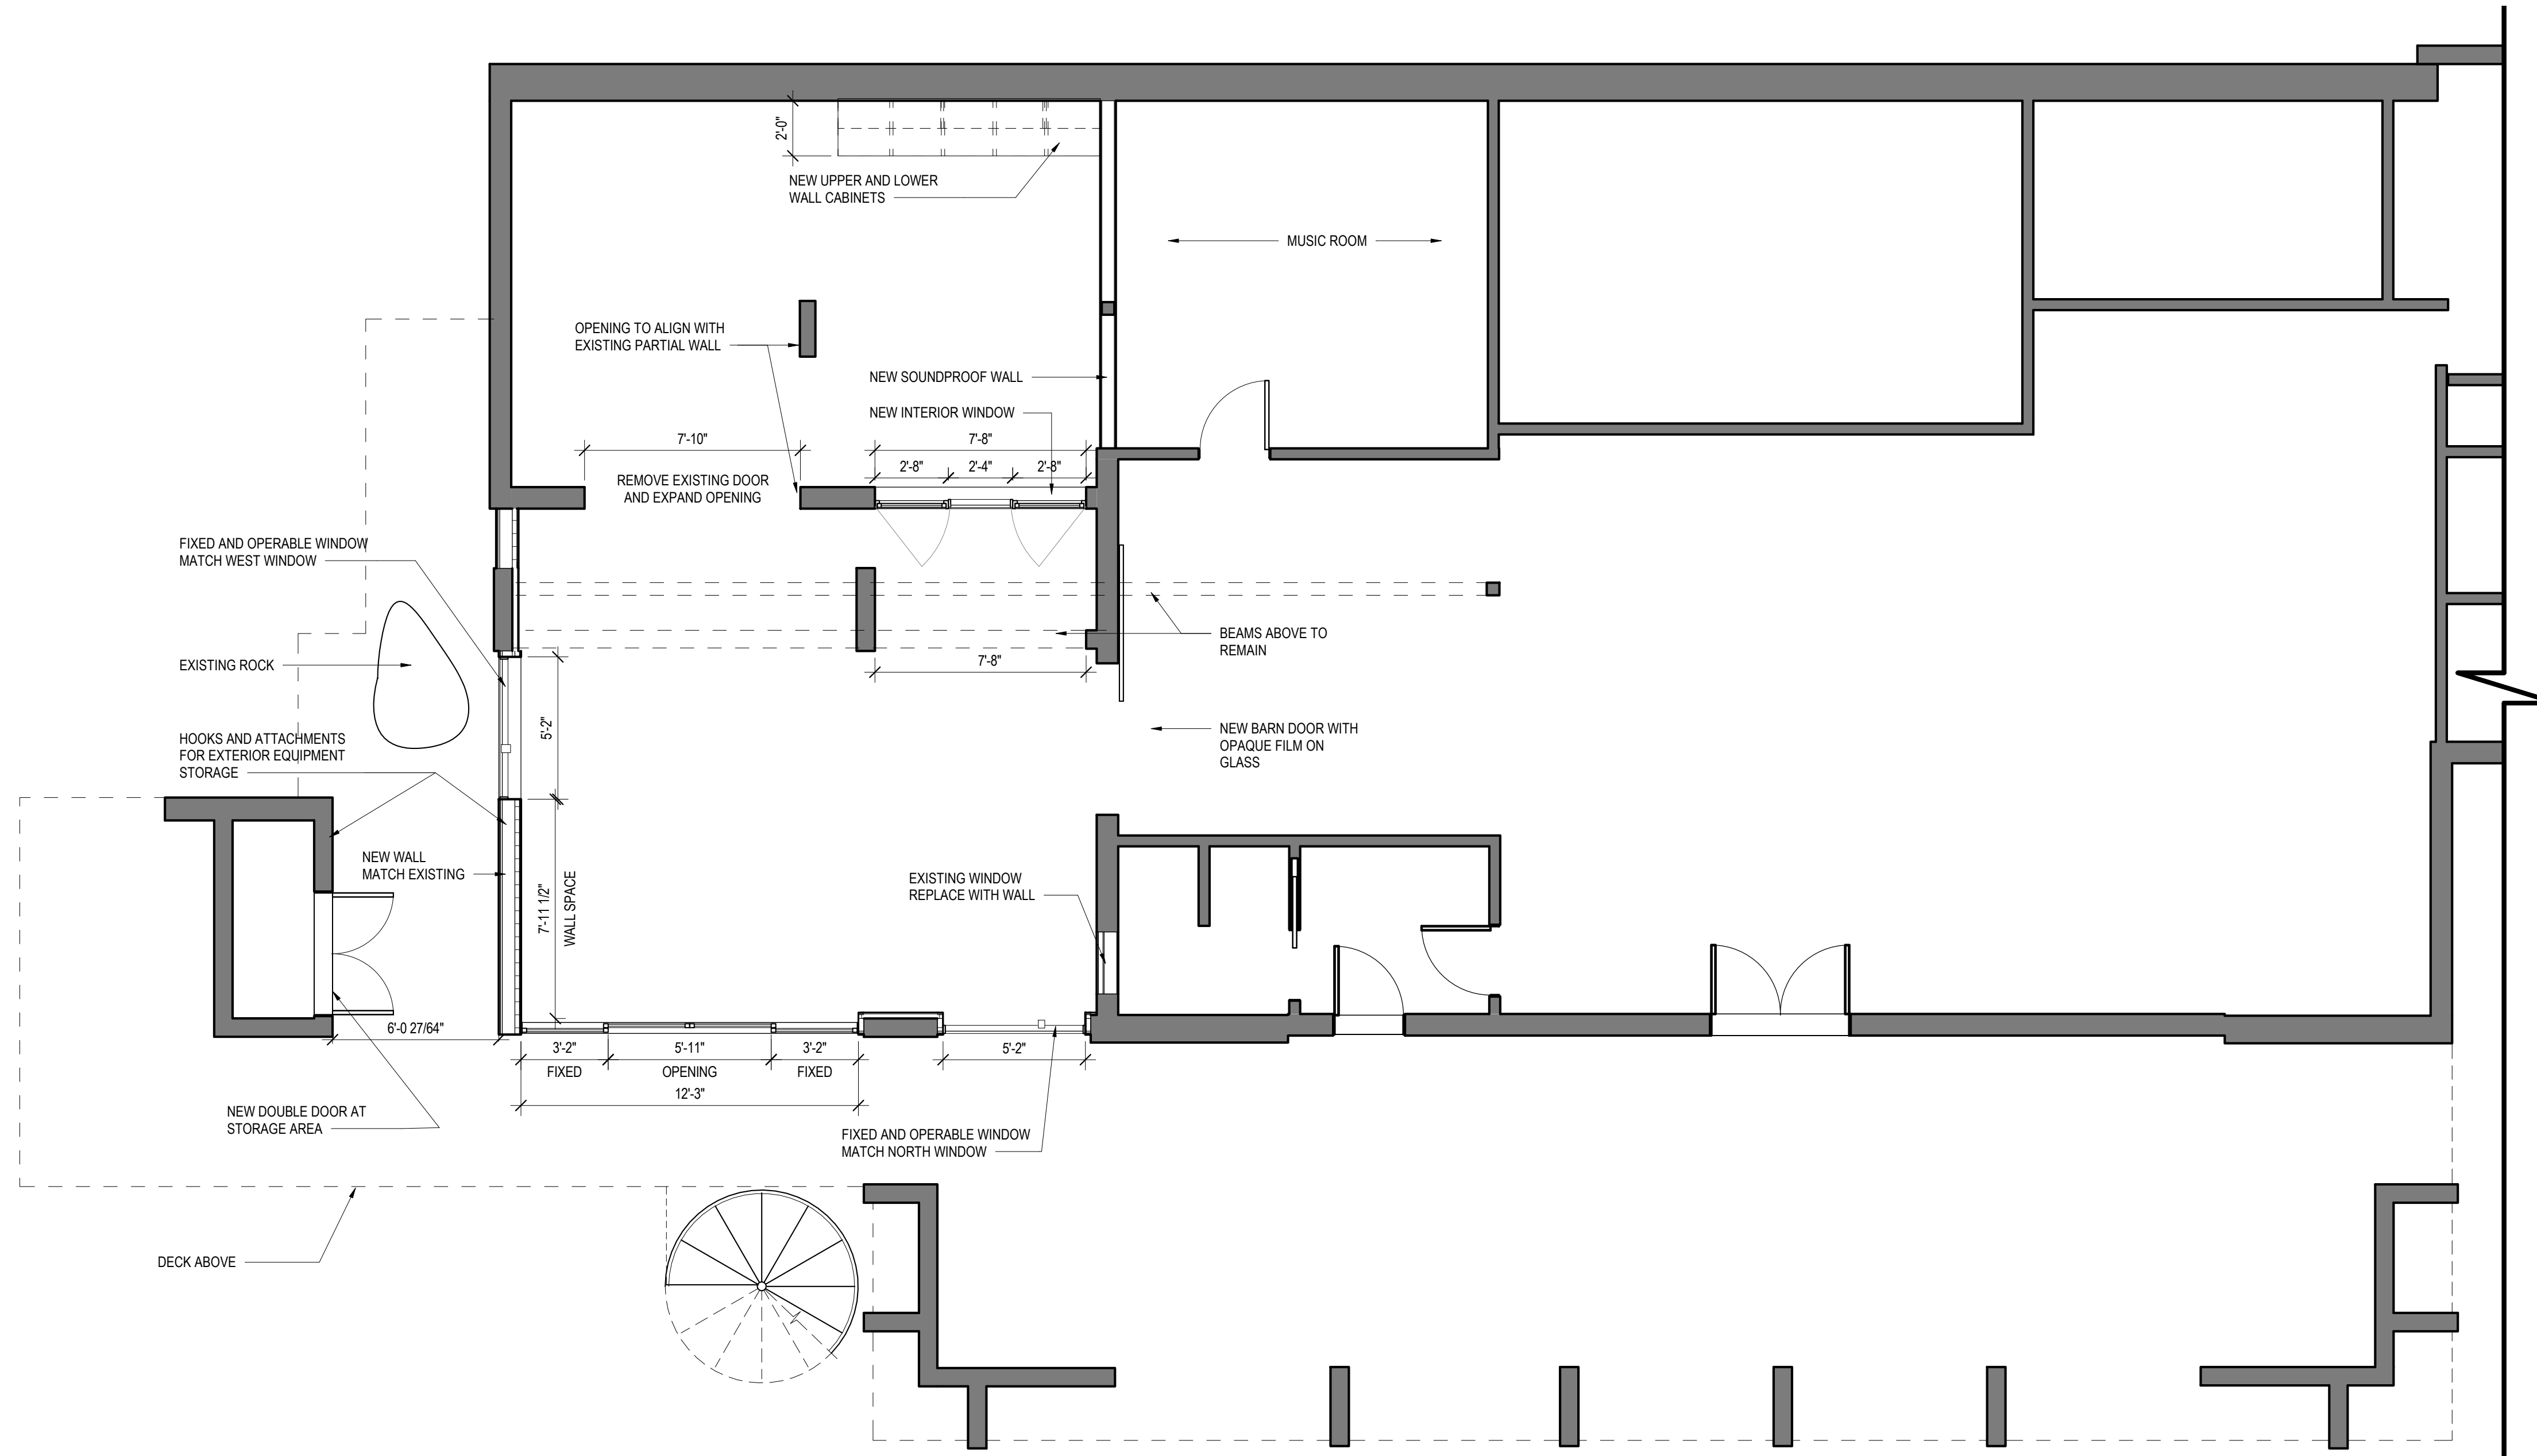 2'-0"
NEW UPPER AND LOWER
WALL CABINETS
MUSIC ROOM
OPENING TO ALIGN WITH
EXISTING PARTIAL WALL
NEW SOUNDPROOF WALL
NEW INTERIOR WINDOW
7'-10"
7'-8"
2'-8"
2'-4"
2'-8"
REMOVE EXISTING DOOR
AND EXPAND OPENING
FIXED AND OPERABLE WINDOW
MATCH WEST WINDOW
EXISTING ROCK
BEAMS ABOVE TO
REMAIN
7'-8"
5'-2"
HOOKS AND ATTACHMENTS
FOR EXTERIOR EQUIPMENT
STORAGE
NEW BARN DOOR WITH
OPAQUE FILM ON
GLASS
NEW WALL
MATCH EXISTING
7'-11 1/2"
WALL SPACE
EXISTING WINDOW
REPLACE WITH WALL
6'-0 27/64"
3'-2"
5'-11"
3'-2"
5'-2"
FIXED
OPENING
FIXED
12'-3"
NEW DOUBLE DOOR AT
STORAGE AREA
FIXED AND OPERABLE WINDOW
MATCH NORTH WINDOW
DECK ABOVE